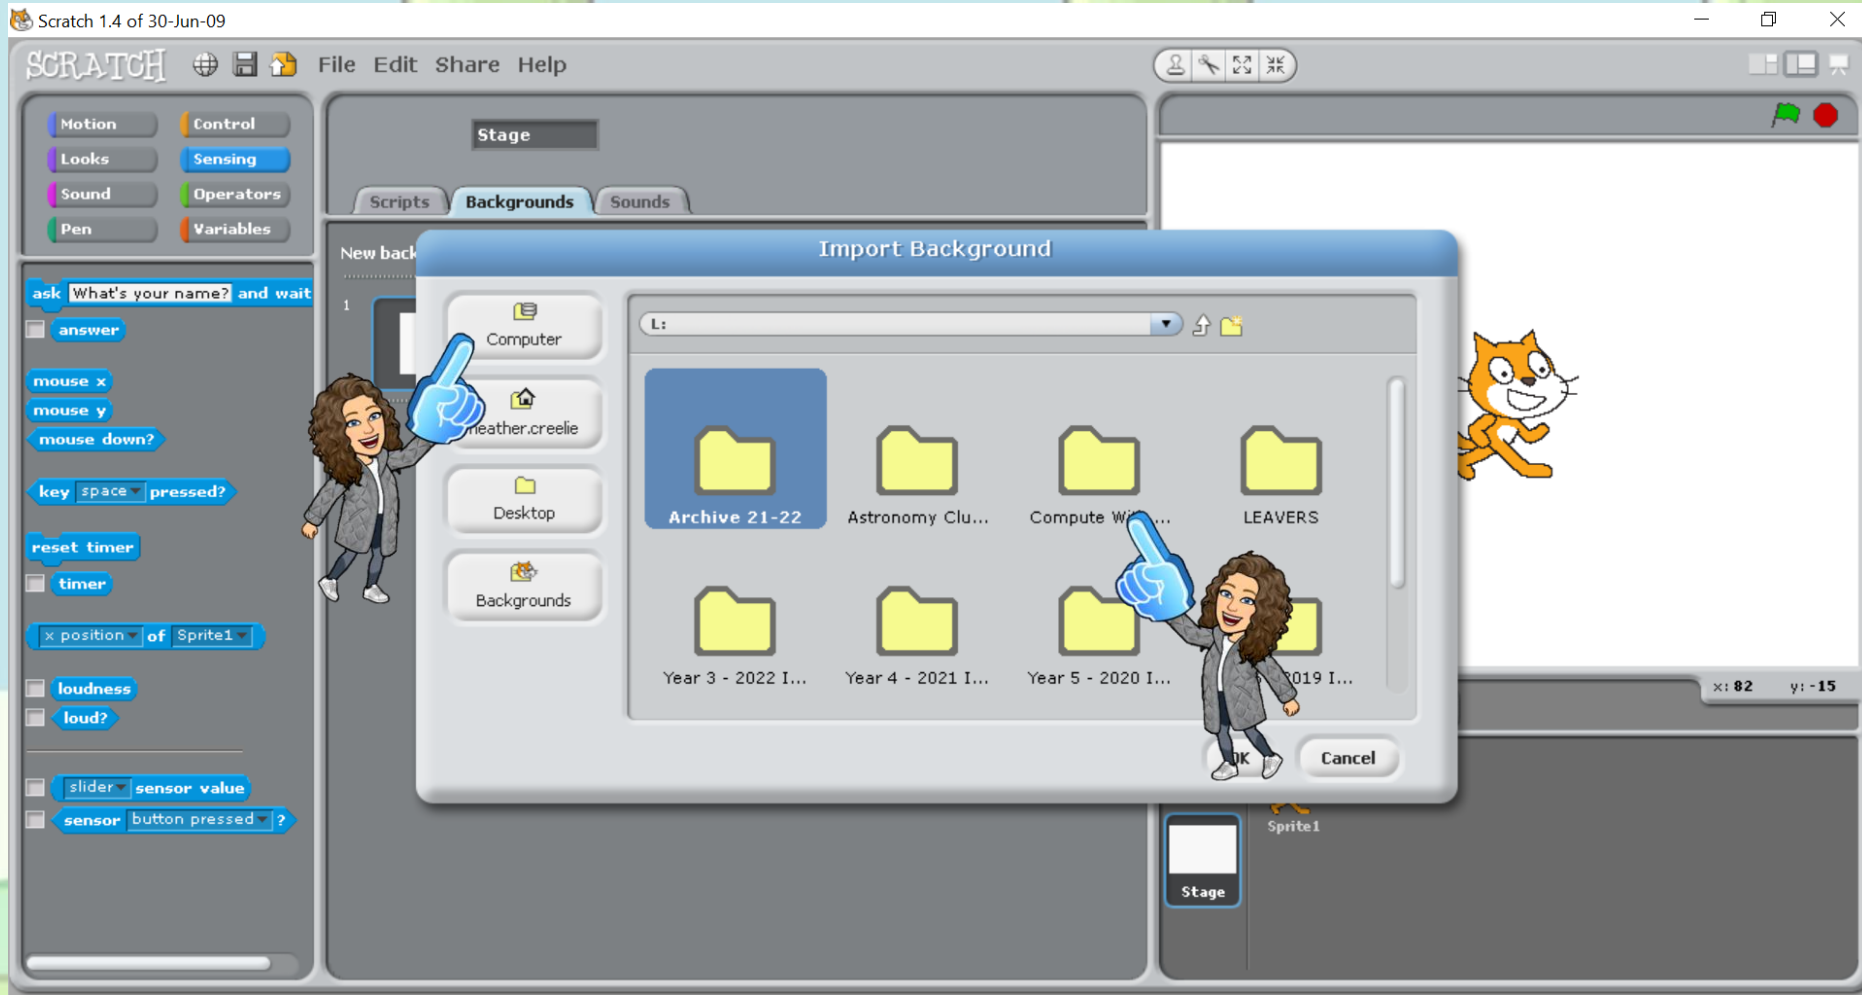 Scratch 1.4 of 30-Jun-09
SCRATCH File Edit Share Help
Motion Control
Looks Sensing
Sound Operators
Pen Variables
ask What's your name? and wait
answer
mouse x
mouse y
mouse down?
key space pressed?
reset timer
timer
x position of Sprite1
loudness
loud?
slider sensor value
sensor button pressed ?
Stage
Scripts Backgrounds Sounds
New back
1
Import Background
Computer
heather.creelie
Desktop
Backgrounds
L:
Archive 21-22 Astronomy Clu... Compute ... LEAVERS
Year 3 - 2022 I... Year 4 - 2021 I... Year 5 - 2020 I... 2019 I...
OK Cancel
x: 82 y: -15
Sprite1
Stage